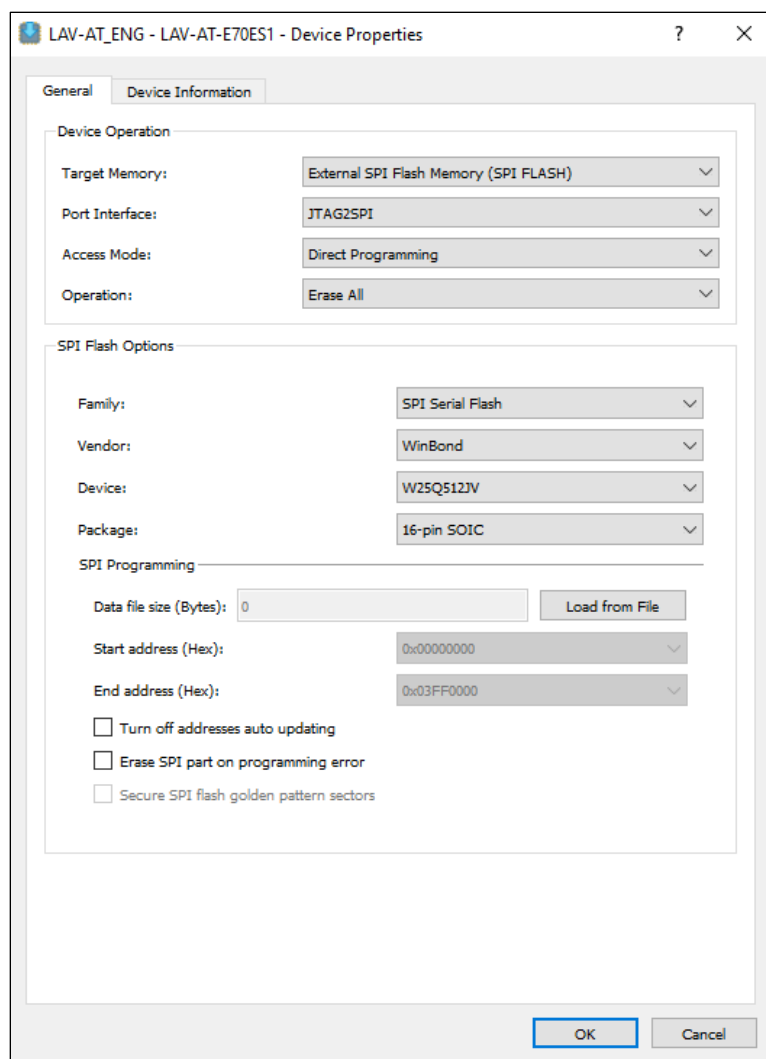 LAV-AT_ENG - LAV-AT-E70ES1 - Device Properties ? X
General Device Information
Device Operation
Target Memory: External SPI Flash Memory (SPI FLASH)
Port Interface: JTAG2SPI
Access Mode: Direct Programming
Operation: Erase All
SPI Flash Options
Family: SPI Serial Flash
Vendor: WinBond
Device: W25Q512JV
Package: 16-pin SOIC
SPI Programming
Data file size (Bytes): 0 Load from File
Start address (Hex): 0x00000000
End address (Hex): 0x03FF0000
Turn off addresses auto updating
Erase SPI part on programming error
Secure SPI flash golden pattern sectors
OK Cancel